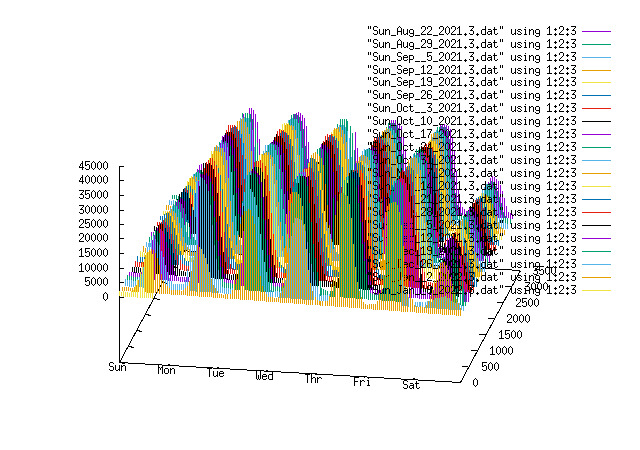 "Sun_Aug_22_2021.3.dat" using 1:2:3
"Sun_Aug_29_2021.3.dat" using 1:2:3
"Sun_Sep__5_2021.3.dat" using 1:2:3
"Sun_Sep_12_2021.3.dat" using 1:2:3
"Sun_Sep_19_2021.3.dat" using 1:2:3
"Sun_Sep_26_2021.3.dat" using 1:2:3
"Sun_Oct__3_2021.3.dat" using 1:2:3
"Sun_Oct_10_2021.3.dat" using 1:2:3
"Sun_Oct_17_2021.3.dat" using 1:2:3
"Sun_Oct_24_2021.3.dat" using 1:2:3
using 1:2:3
using 1:2:3
using 1:2:3
using 1:2:3
using 1:2:3
using 1:2:3
using 1:2:3
using 1:2:3
using 1:2:3
using 1:2:3
using 1:2:3
45000
40000
35000
30000
25000
20000
15000
10000
5000
0
Sun
Mon
Tue
Wed
Thr
Fri
Sat
0
500
1000
1500
2000
2500
3000
3500